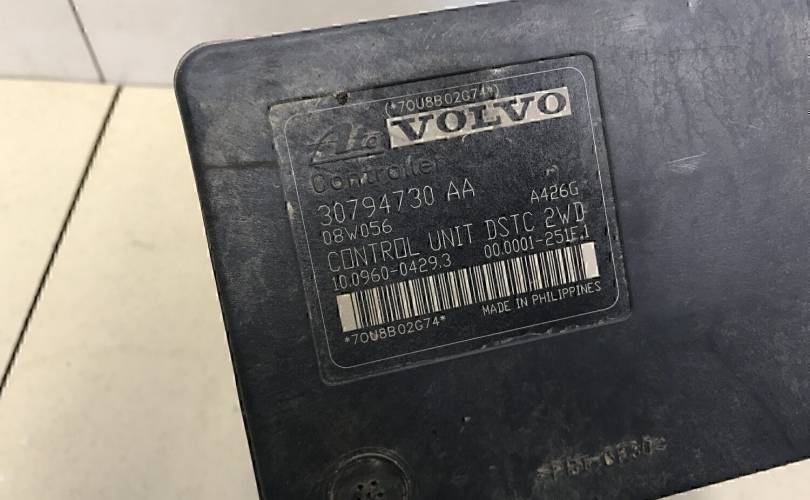 (*70U8B02G74*)
Ate VOLVO
Controller
30794730 AA
08W056 A426G
CONTROL UNIT DSTC 2WD
10.0960-0429.3 00.0001-251E.1
*70U8B02G74* MADE IN PHILIPPINES